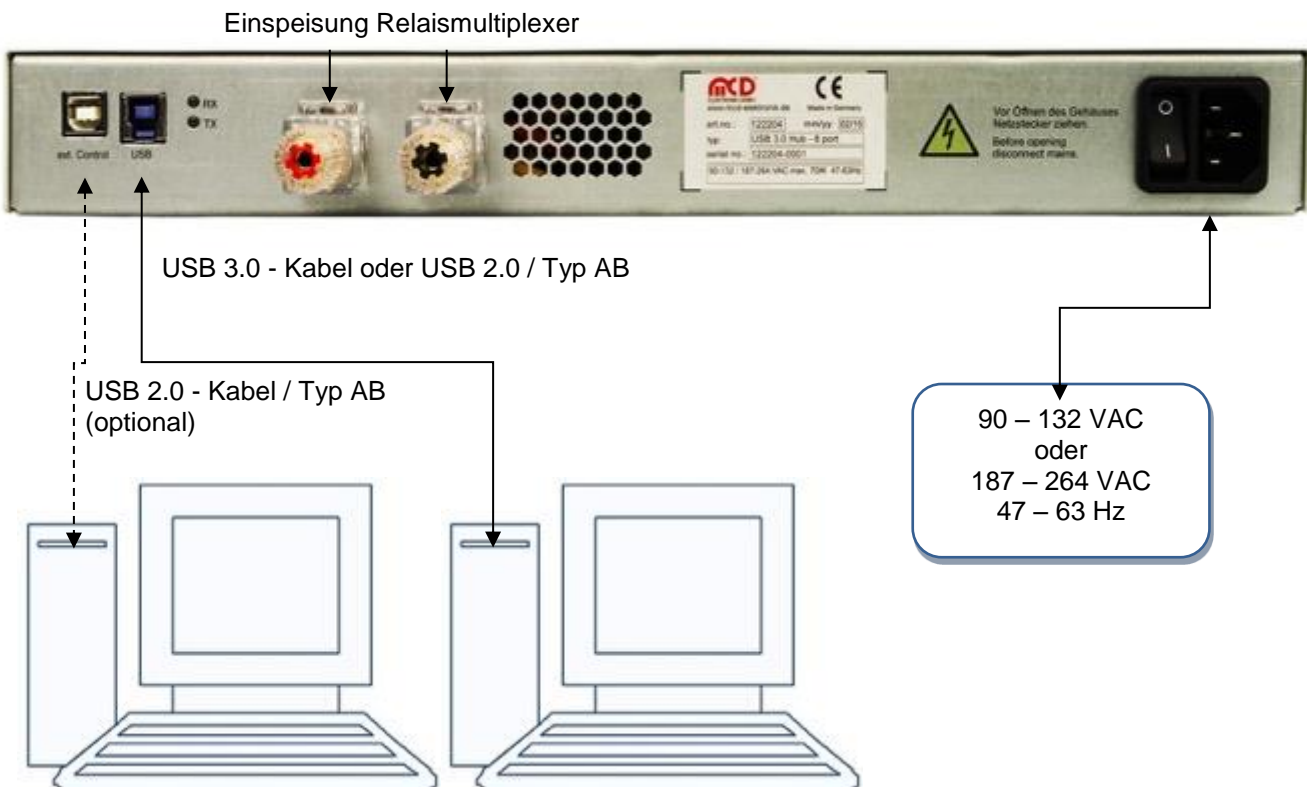 Einspeisung Relaismultiplexer
MCD
CE
Made in Germany
art.no.: 122204 mm/yy: 02/15
typ: USB 3.0 Hub - 8 port
serial no.: 122204-0001
RX
TX
ext. Control
USB
Vor Öffnen des Gehäuses
Netzstecker ziehen.
Before opening
disconnect mains.
O
I
USB 3.0 - Kabel oder USB 2.0 / Typ AB
USB 2.0 - Kabel / Typ AB
(optional)
90 – 132 VAC
oder
187 – 264 VAC
47 – 63 Hz